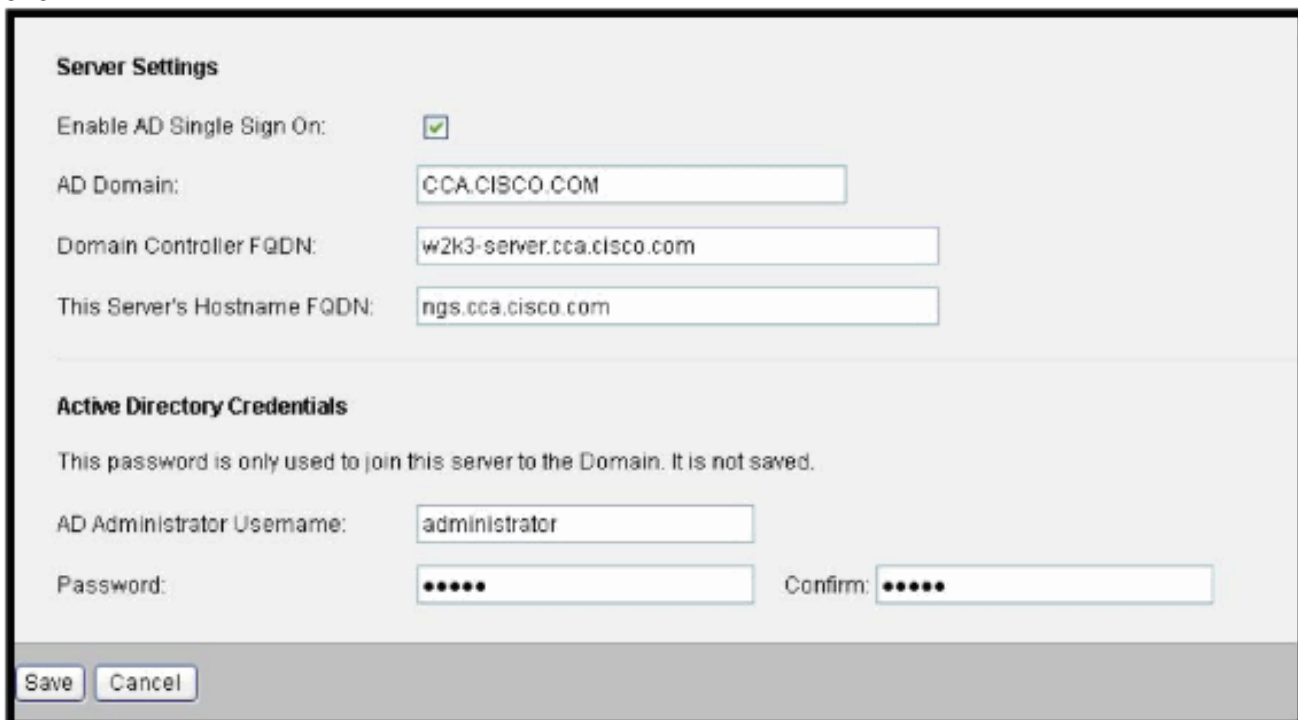 Server Settings
Enable AD Single Sign On:
AD Domain: CCA.CISCO.COM
Domain Controller FQDN: w2k3-server.cca.cisco.com
This Server's Hostname FQDN: ngs.cca.cisco.com
Active Directory Credentials
This password is only used to join this server to the Domain. It is not saved.
AD Administrator Username: administrator
Password: ••••• Confirm: •••••
Save Cancel